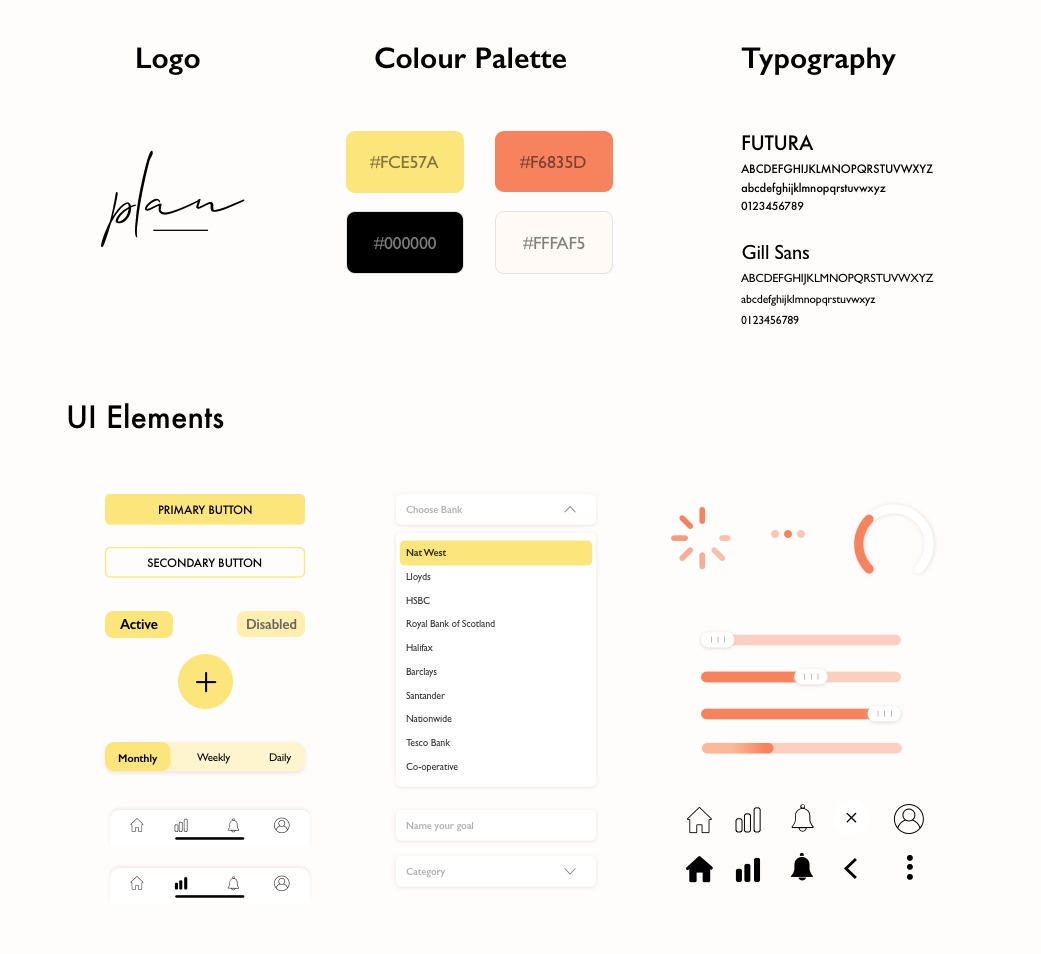 Logo
Colour Palette
Typography
plan
#FCE57A
#F6835D
#000000
#FFFAF5
FUTURA
ABCDEFGHIJKLMNOPQRSTUVWXYZ
abcdefghijklmnopqrstuvwxyz
0123456789
Gill Sans
ABCDEFGHIJKLMNOPQRSTUVWXYZ
abcdefghijklmnopqrstuvwxyz
0123456789
UI Elements
PRIMARY BUTTON
SECONDARY BUTTON
Active
Disabled
Monthly
Weekly
Daily
Choose Bank
Nat West
Lloyds
HSBC
Royal Bank of Scotland
Halifax
Barclays
Santander
Nationwide
Tesco Bank
Co-operative
Name your goal
Category